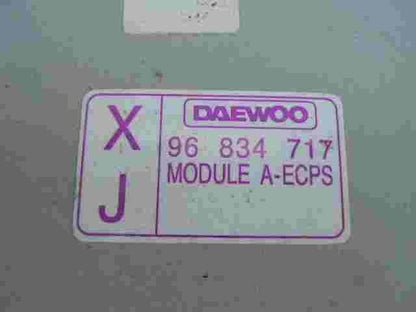 X
J
DAEWOO
96 834 717
MODULE A-ECPS